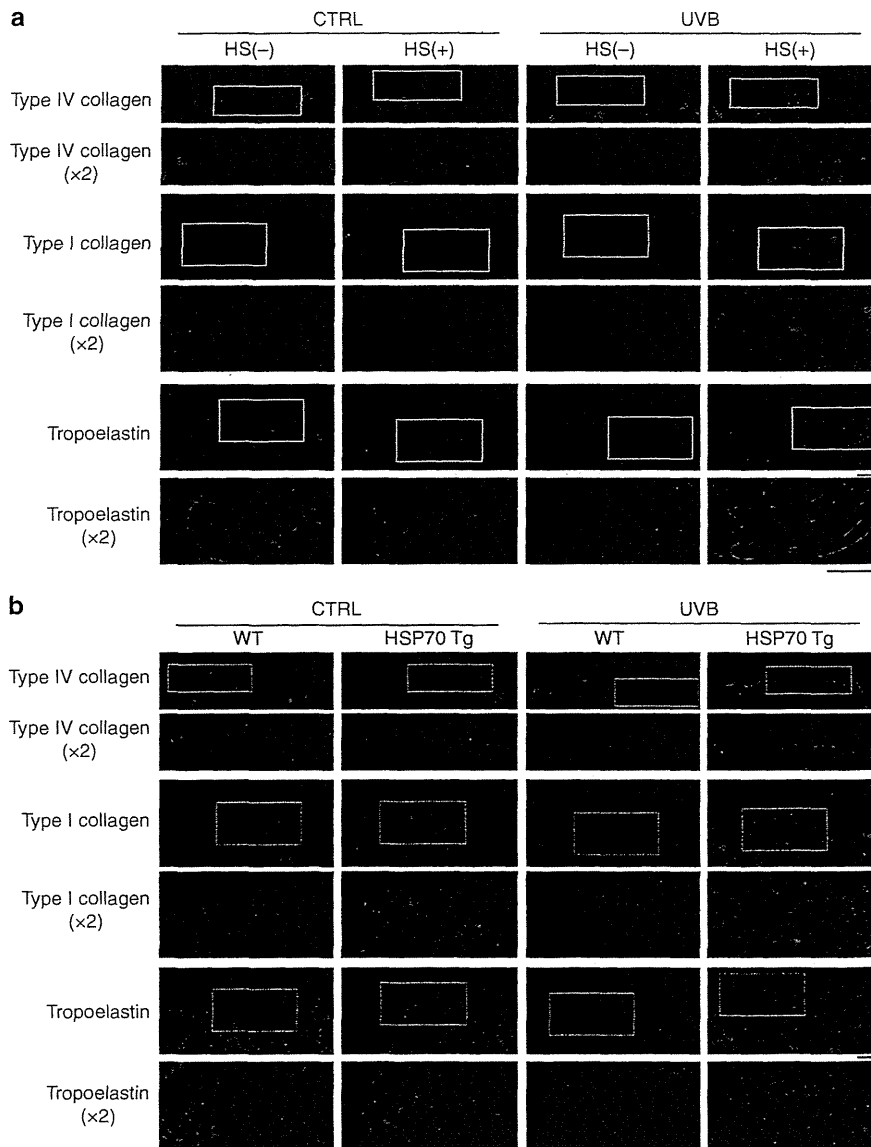 a
CTRL UVB
HS(–) HS(+) HS(–) HS(+)
Type IV collagen
Type IV collagen
(×2)
Type I collagen
Type I collagen
(×2)
Tropoelastin
Tropoelastin
(×2)
b
CTRL UVB
WT HSP70 Tg WT HSP70 Tg
Type IV collagen
Type IV collagen
(×2)
Type I collagen
Type I collagen
(×2)
Tropoelastin
Tropoelastin
(×2)